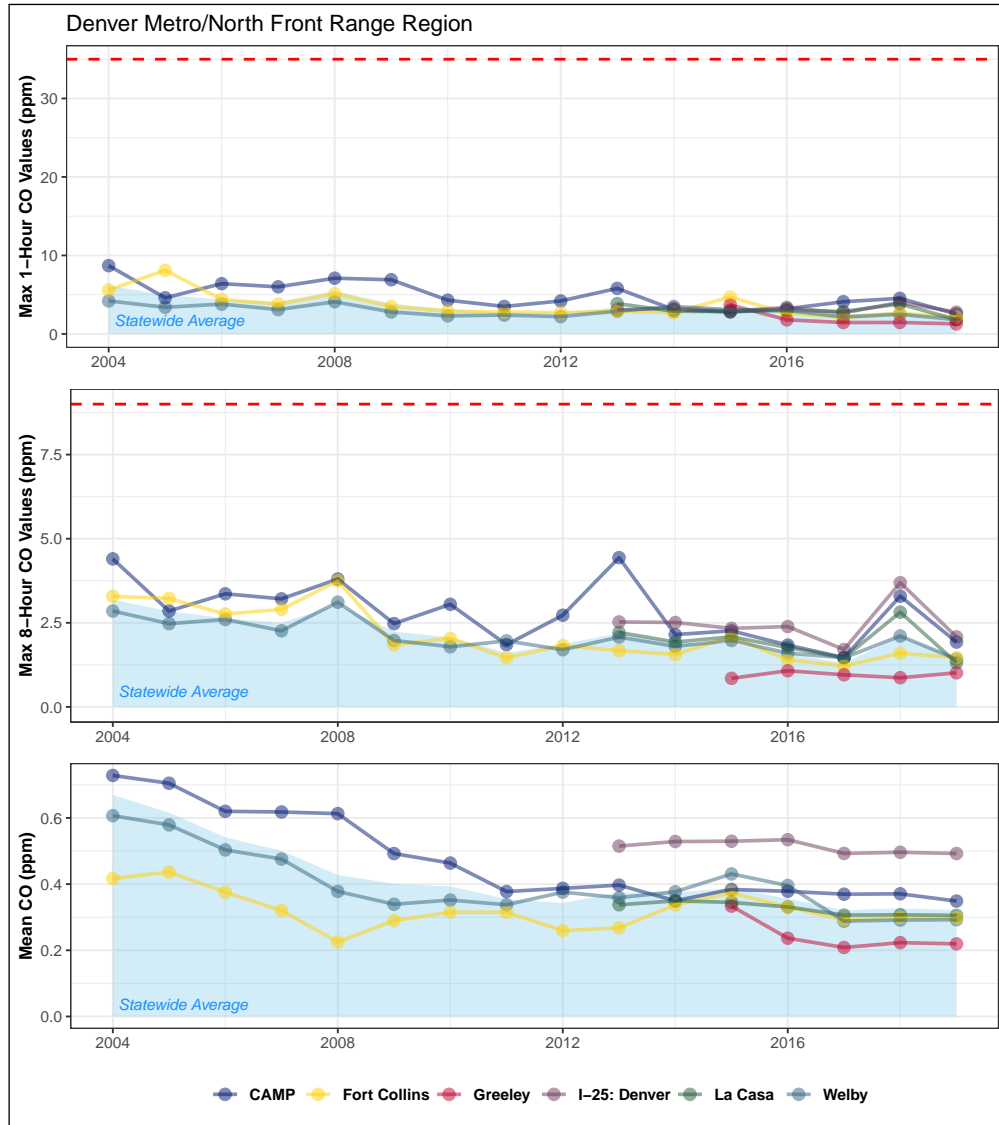 Denver Metro/North Front Range Region
Max 1−Hour CO Values (ppm)
30
20
10
0
Statewide Average
2004 2008 2012 2016
Max 8−Hour CO Values (ppm)
7.5
5.0
2.5
0.0
Statewide Average
2004 2008 2012 2016
Mean CO (ppm)
0.6
0.4
0.2
0.0
Statewide Average
2004 2008 2012 2016
CAMP Fort Collins Greeley I−25: Denver La Casa Welby